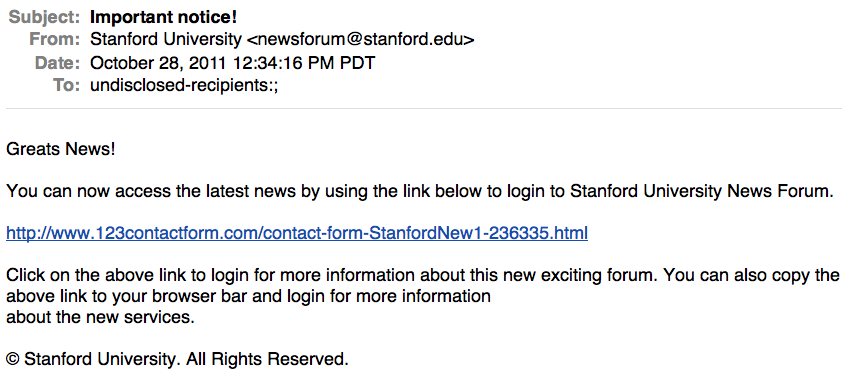 Subject: Important notice!
From: Stanford University <newsforum@stanford.edu>
Date: October 28, 2011 12:34:16 PM PDT
To: undisclosed-recipients:;
Greats News!
You can now access the latest news by using the link below to login to Stanford University News Forum.
http://www.123contactform.com/contact-form-StanfordNew1-236335.html
Click on the above link to login for more information about this new exciting forum. You can also copy the
above link to your browser bar and login for more information
about the new services.
© Stanford University. All Rights Reserved.